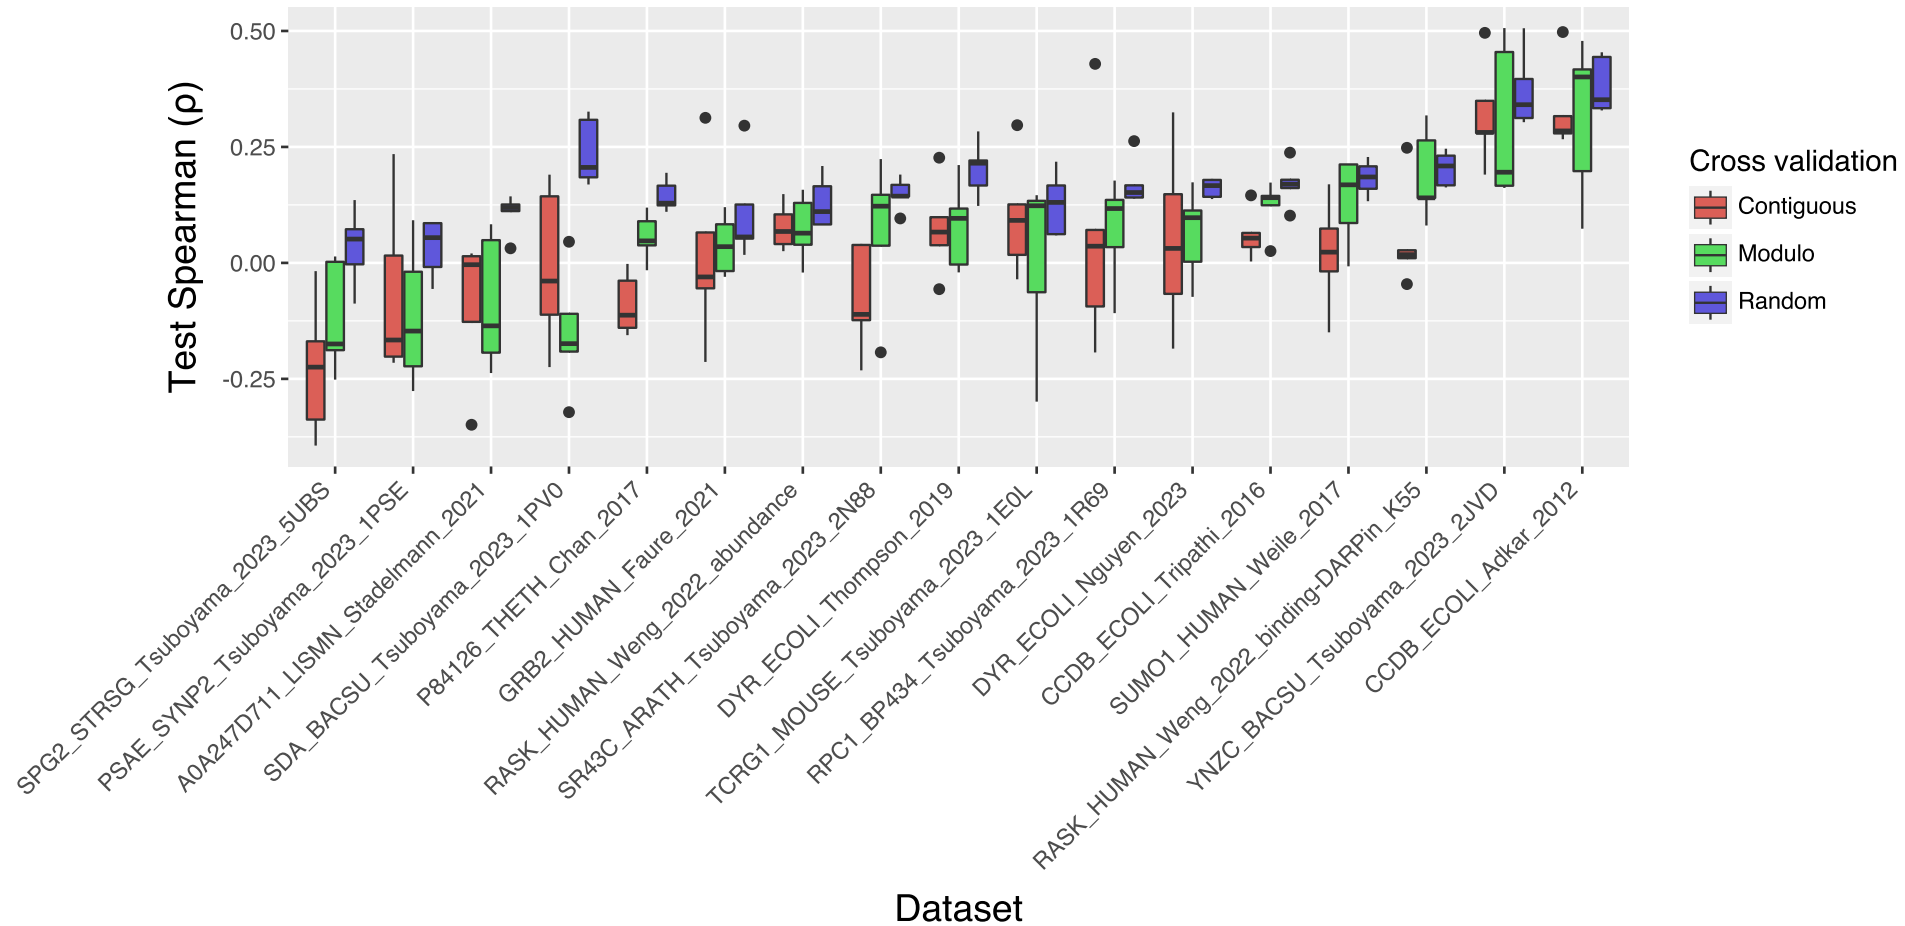 Test Spearman (ρ)
0.50
0.25
0.00
-0.25
SPG2_STRSG_Tsuboyama_2023_5UBS
PSAE_SYNP2_Tsuboyama_2023_1PSE
A0A247D711_LISMN_Stadelmann_2021
SDA_BACSU_Tsuboyama_2023_1PV0
P84126_THETH_Chan_2017
GRB2_HUMAN_Faure_2021
RASK_HUMAN_Weng_2022_abundance
SR43C_ARATH_Tsuboyama_2023_2N88
DYR_ECOLI_Thompson_2019
TCRG1_MOUSE_Tsuboyama_2023_1E0L
RPC1_BP434_Tsuboyama_2023_1R69
DYR_ECOLI_Nguyen_2023
CCDB_ECOLI_Tripathi_2016
SUMO1_HUMAN_Weile_2017
RASK_HUMAN_Weng_2022_binding-DARPin_K55
YNZC_BACSU_Tsuboyama_2023_2JVD
CCDB_ECOLI_Adkar_2012
Dataset
Cross validation
Contiguous
Modulo
Random